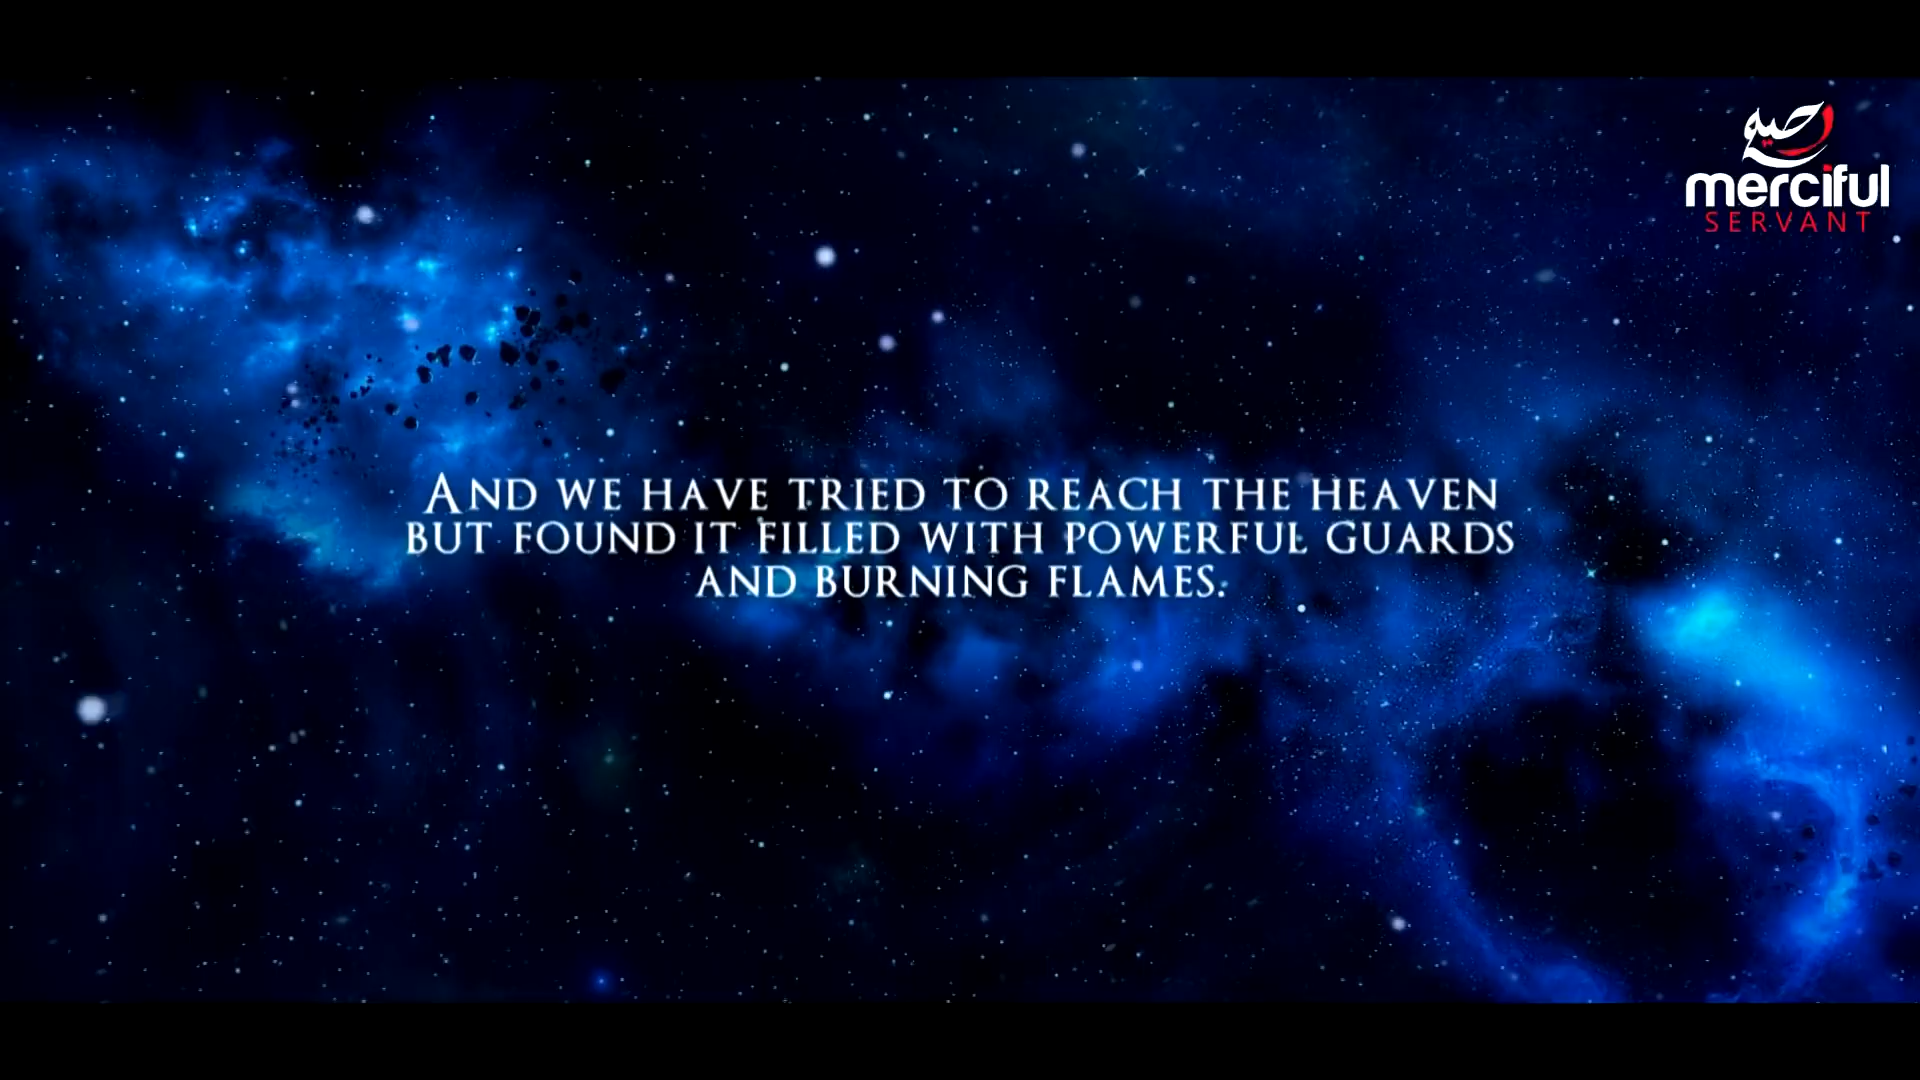 merciful
SERVANT
AND WE HAVE TRIED TO REACH THE HEAVEN
BUT FOUND IT FILLED WITH POWERFUL GUARDS
AND BURNING FLAMES.